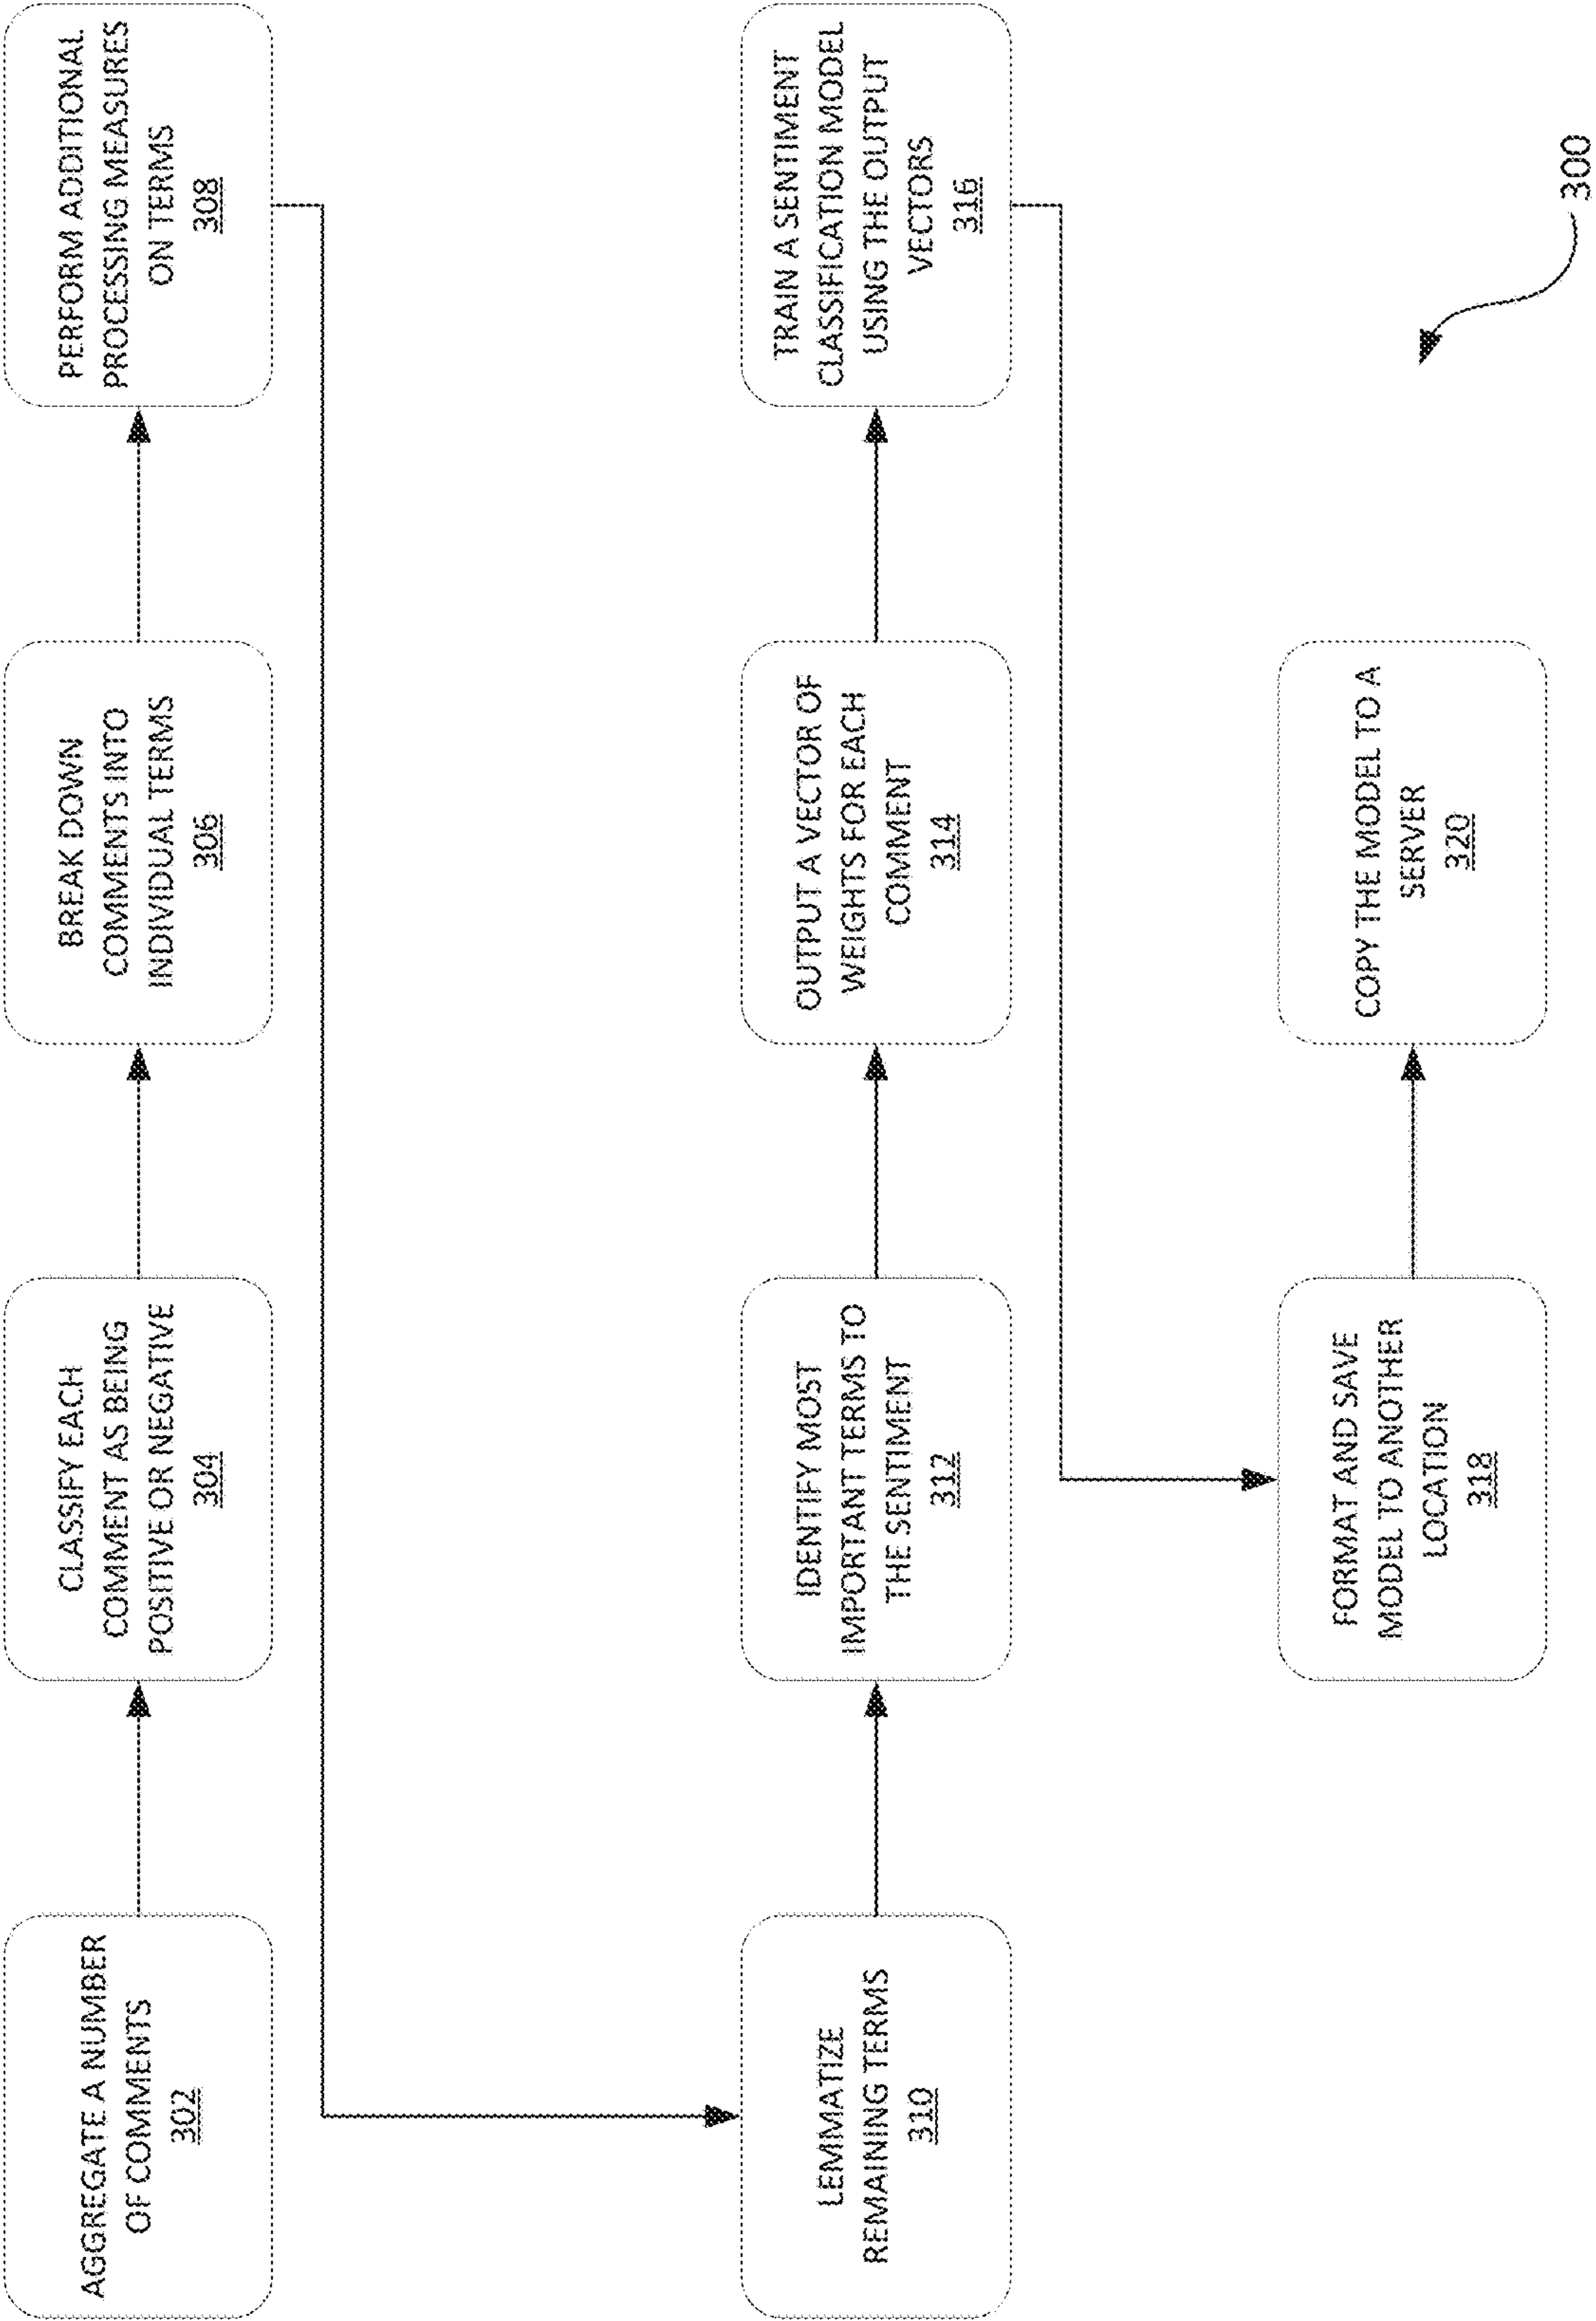 AGGREGATE A NUMBER
OF COMMENTS
302
CLASSIFY EACH
COMMENT AS BEING
POSITIVE OR NEGATIVE
304
BREAK DOWN
COMMENTS INTO
INDIVIDUAL TERMS
306
PERFORM ADDITIONAL
PROCESSING MEASURES
ON TERMS
308
LEMMATIZE
REMAINING TERMS
310
IDENTIFY MOST
IMPORTANT TERMS TO
THE SENTIMENT
312
OUTPUT A VECTOR OF
WEIGHTS FOR EACH
COMMENT
314
TRAIN A SENTIMENT
CLASSIFICATION MODEL
USING THE OUTPUT
VECTORS
316
FORMAT AND SAVE
MODEL TO ANOTHER
LOCATION
318
COPY THE MODEL TO A
SERVER
320
300